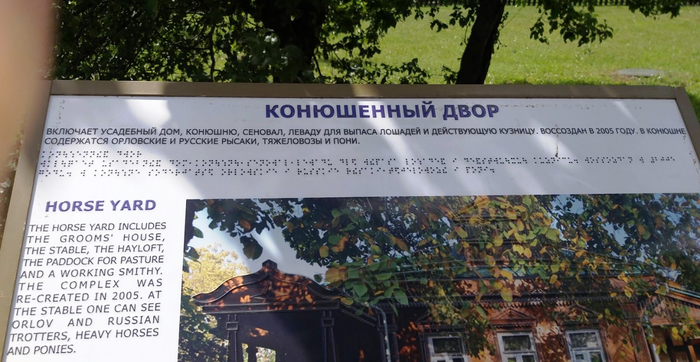 КОНЮШЕННЫЙ ДВОР
ВКЛЮЧАЕТ УСАДЕБНЫЙ ДОМ, КОНЮШНЮ, СЕНОВАЛ, ЛЕВАДУ ДЛЯ ВЫПАСА ЛОШАДЕЙ И ДЕЙСТВУЮЩУЮ КУЗНИЦУ. ВОССОЗДАН В 2005 ГОДУ. В КОНЮШНЕ
СОДЕРЖАТСЯ ОРЛОВСКИЕ И РУССКИЕ РЫСАКИ, ТЯЖЕЛОВОЗЫ И ПОНИ.
HORSE YARD
THE HORSE YARD INCLUDES
THE GROOMS' HOUSE,
THE STABLE, THE HAYLOFT,
THE PADDOCK FOR PASTURE
AND A WORKING SMITHY.
THE COMPLEX WAS
RE-CREATED IN 2005. AT
THE STABLE ONE CAN SEE
ORLOV AND RUSSIAN
TROTTERS, HEAVY HORSES
AND PONIES.